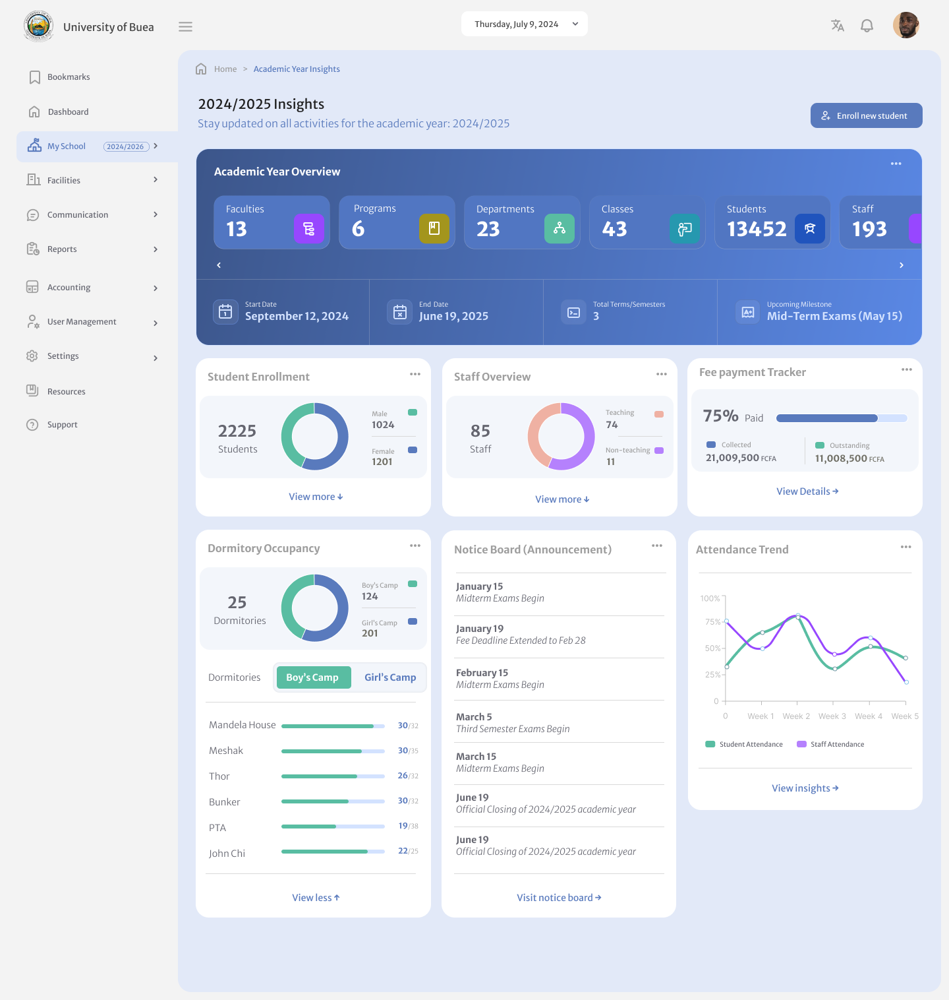 University of Buea
Thursday, July 9, 2024
Bookmarks
Dashboard
My School
2024/2026
Facilities
Communication
Reports
Accounting
User Management
Settings
Resources
Support
Home > Academic Year Insights
2024/2025 Insights
Stay updated on all activities for the academic year: 2024/2025
Enroll new student
Academic Year Overview
Faculties
13
Programs
6
Departments
23
Classes
43
Students
13452
Staff
193
Start Date
September 12, 2024
End Date
June 19, 2025
Total Terms/Semesters
3
Upcoming Milestone
Mid-Term Exams (May 15)
Student Enrollment
2225
Students
Male
1024
Female
1201
View more
Staff Overview
85
Staff
Teaching
74
Non-teaching
11
View more
Fee payment Tracker
75% Paid
Collected
21,009,500 FCFA
Outstanding
11,008,500 FCFA
View Details
Dormitory Occupancy
25
Dormitories
Boy's Camp
124
Girl's Camp
201
Dormitories
Boy's Camp
Girl's Camp
Mandela House 30/32
Meshak 30/35
Thor 26/32
Bunker 30/32
PTA 19/38
John Chi 22/25
View less
Notice Board (Announcement)
January 15
Midterm Exams Begin
January 19
Fee Deadline Extended to Feb 28
February 15
Midterm Exams Begin
March 5
Third Semester Exams Begin
March 15
Midterm Exams Begin
June 19
Official Closing of 2024/2025 academic year
June 19
Official Closing of 2024/2025 academic year
Visit notice board
Attendance Trend
100%
75%
50%
25%
0
0 Week 1 Week 2 Week 3 Week 4 Week 5
Student Attendance Staff Attendance
View insights